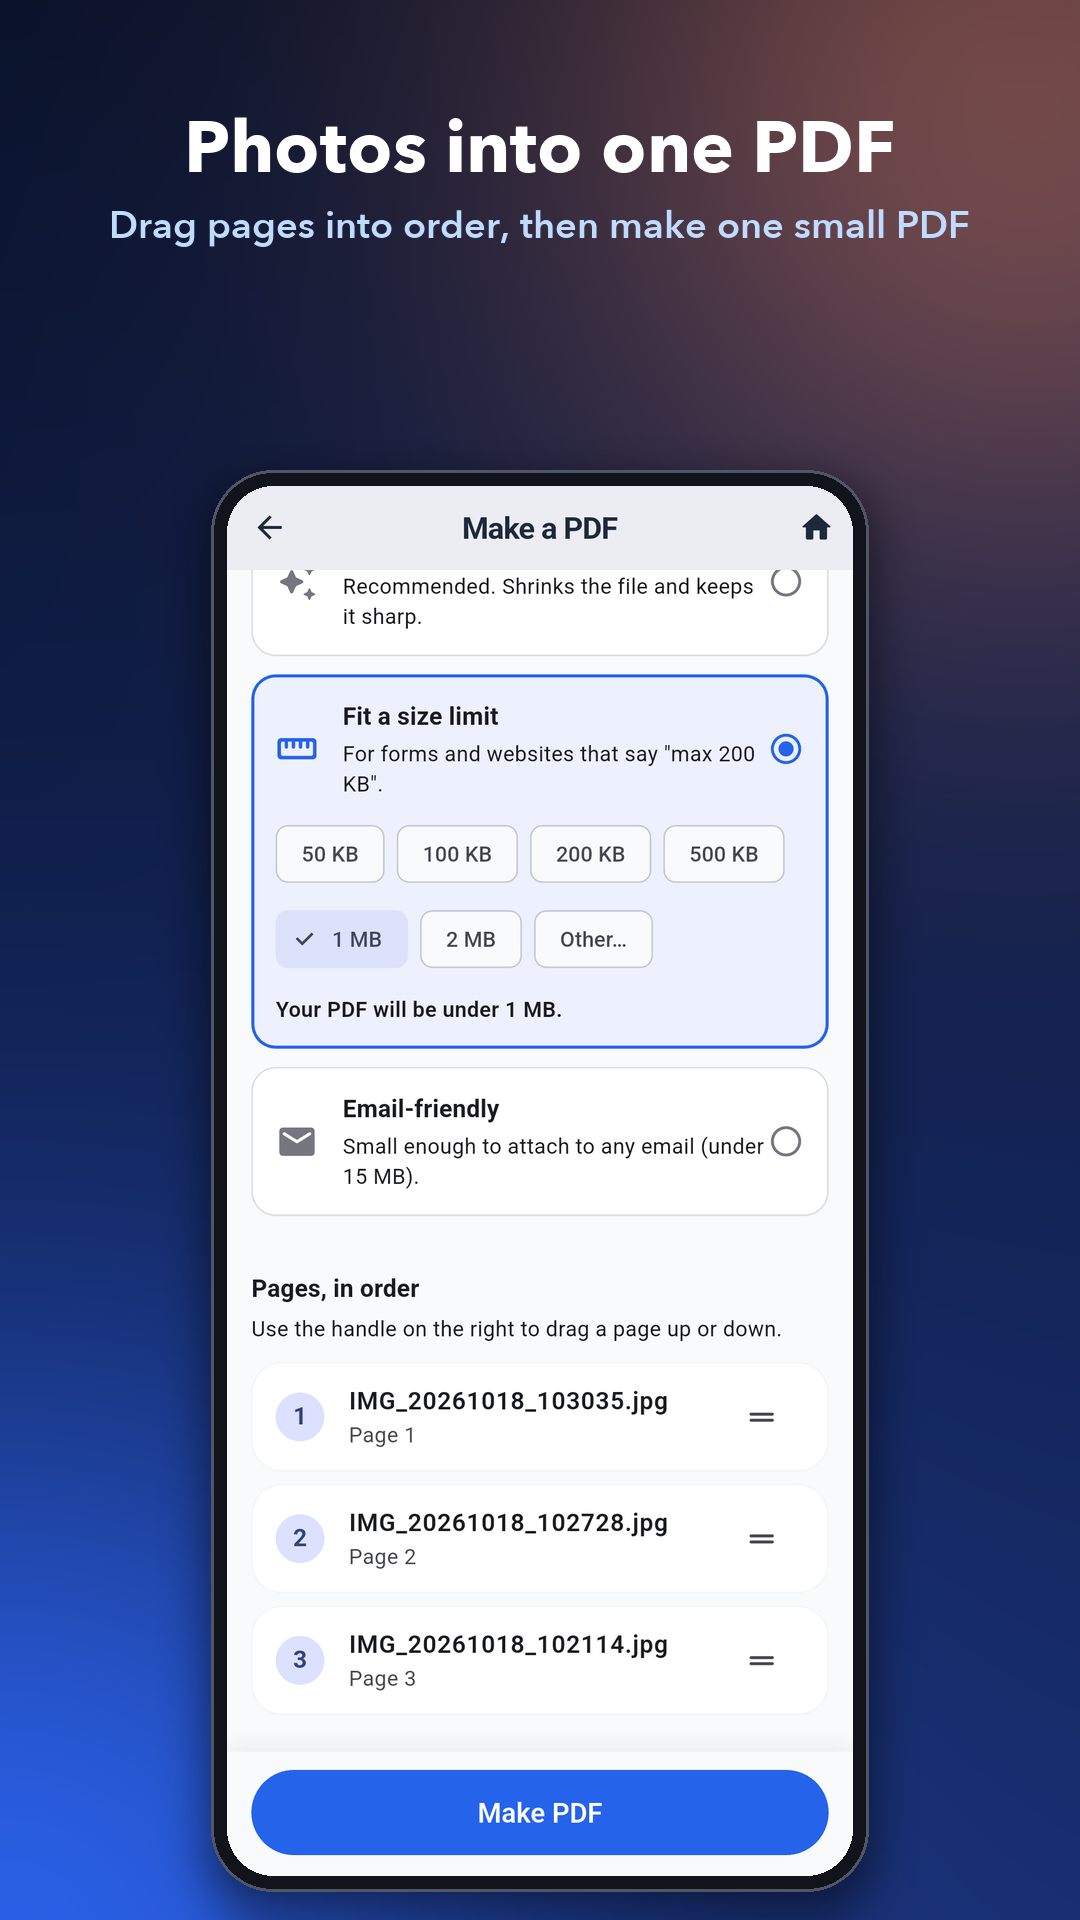 Photos into one PDF
Drag pages into order, then make one small PDF
Make a PDF
Recommended. Shrinks the file and keeps
it sharp.
Fit a size limit
For forms and websites that say "max 200
KB".
50 KB 100 KB 200 KB 500 KB
1 MB 2 MB Other...
Your PDF will be under 1 MB.
Email-friendly
Small enough to attach to any email (under
15 MB).
Pages, in order
Use the handle on the right to drag a page up or down.
1 IMG_20261018_103035.jpg
Page 1
2 IMG_20261018_102728.jpg
Page 2
3 IMG_20261018_102114.jpg
Page 3
Make PDF